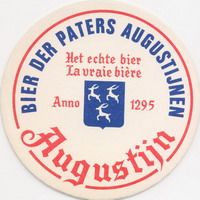 BIER DER PATERS AUGUSTIJNEN
Het echte bier
La vraie bière
Anno 1295
Augustijn